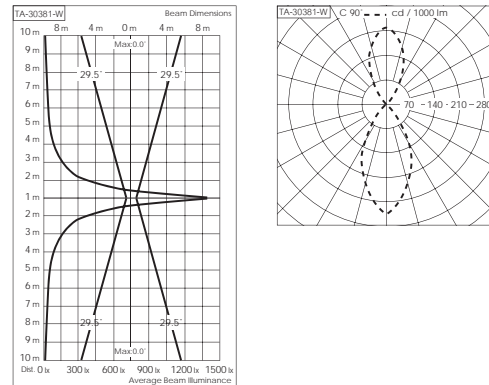 TA-30381-W Beam Dimensions
10 m 8 m 4 m 0 m 4 m 8 m
Max:0.0˚
9 m
8 m 29.5˚ 29.5˚
7 m
6 m
5 m
4 m
3 m
2 m
1 m
2 m
3 m
4 m
5 m
6 m
7 m
8 m 29.5˚ 29.5˚
9 m
Max:0.0˚
10 m
Dist. 0 lx 300 lx 600 lx 900 lx 1200 lx 1500 lx
Average Beam Illuminance
TA-30381-W C 90˚ cd / 1000 lm
70 140 210 280